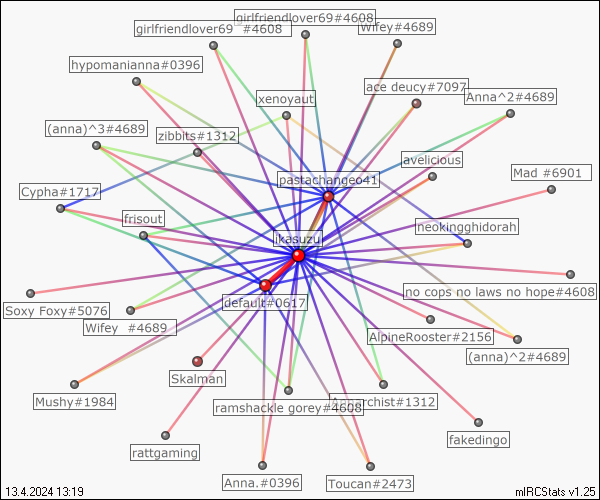 girlfriendlover69#4608
girlfriendlover69 #4608
Wifey#4689
hypomanianna#0396
ace deucy#7097
xenoyaut
Anna^2#4689
(anna)^3#4689
zibbits#1312
avelicious
Mad #6901
pastachangeo41
Cypha#1717
frisout
neokingghidorah
ikasuzu
no cops no laws no hope#4608
default#0617
Soxy Foxy#5076
Wifey #4689
AlpineRooster#2156
(anna)^2#4689
Skalman
Mushy#1984
ramshackle gorey#4608
#1312
fakedingo
rattgaming
Anna.#0396
Toucan#2473
13.4.2024 13:19
mIRCStats v1.25